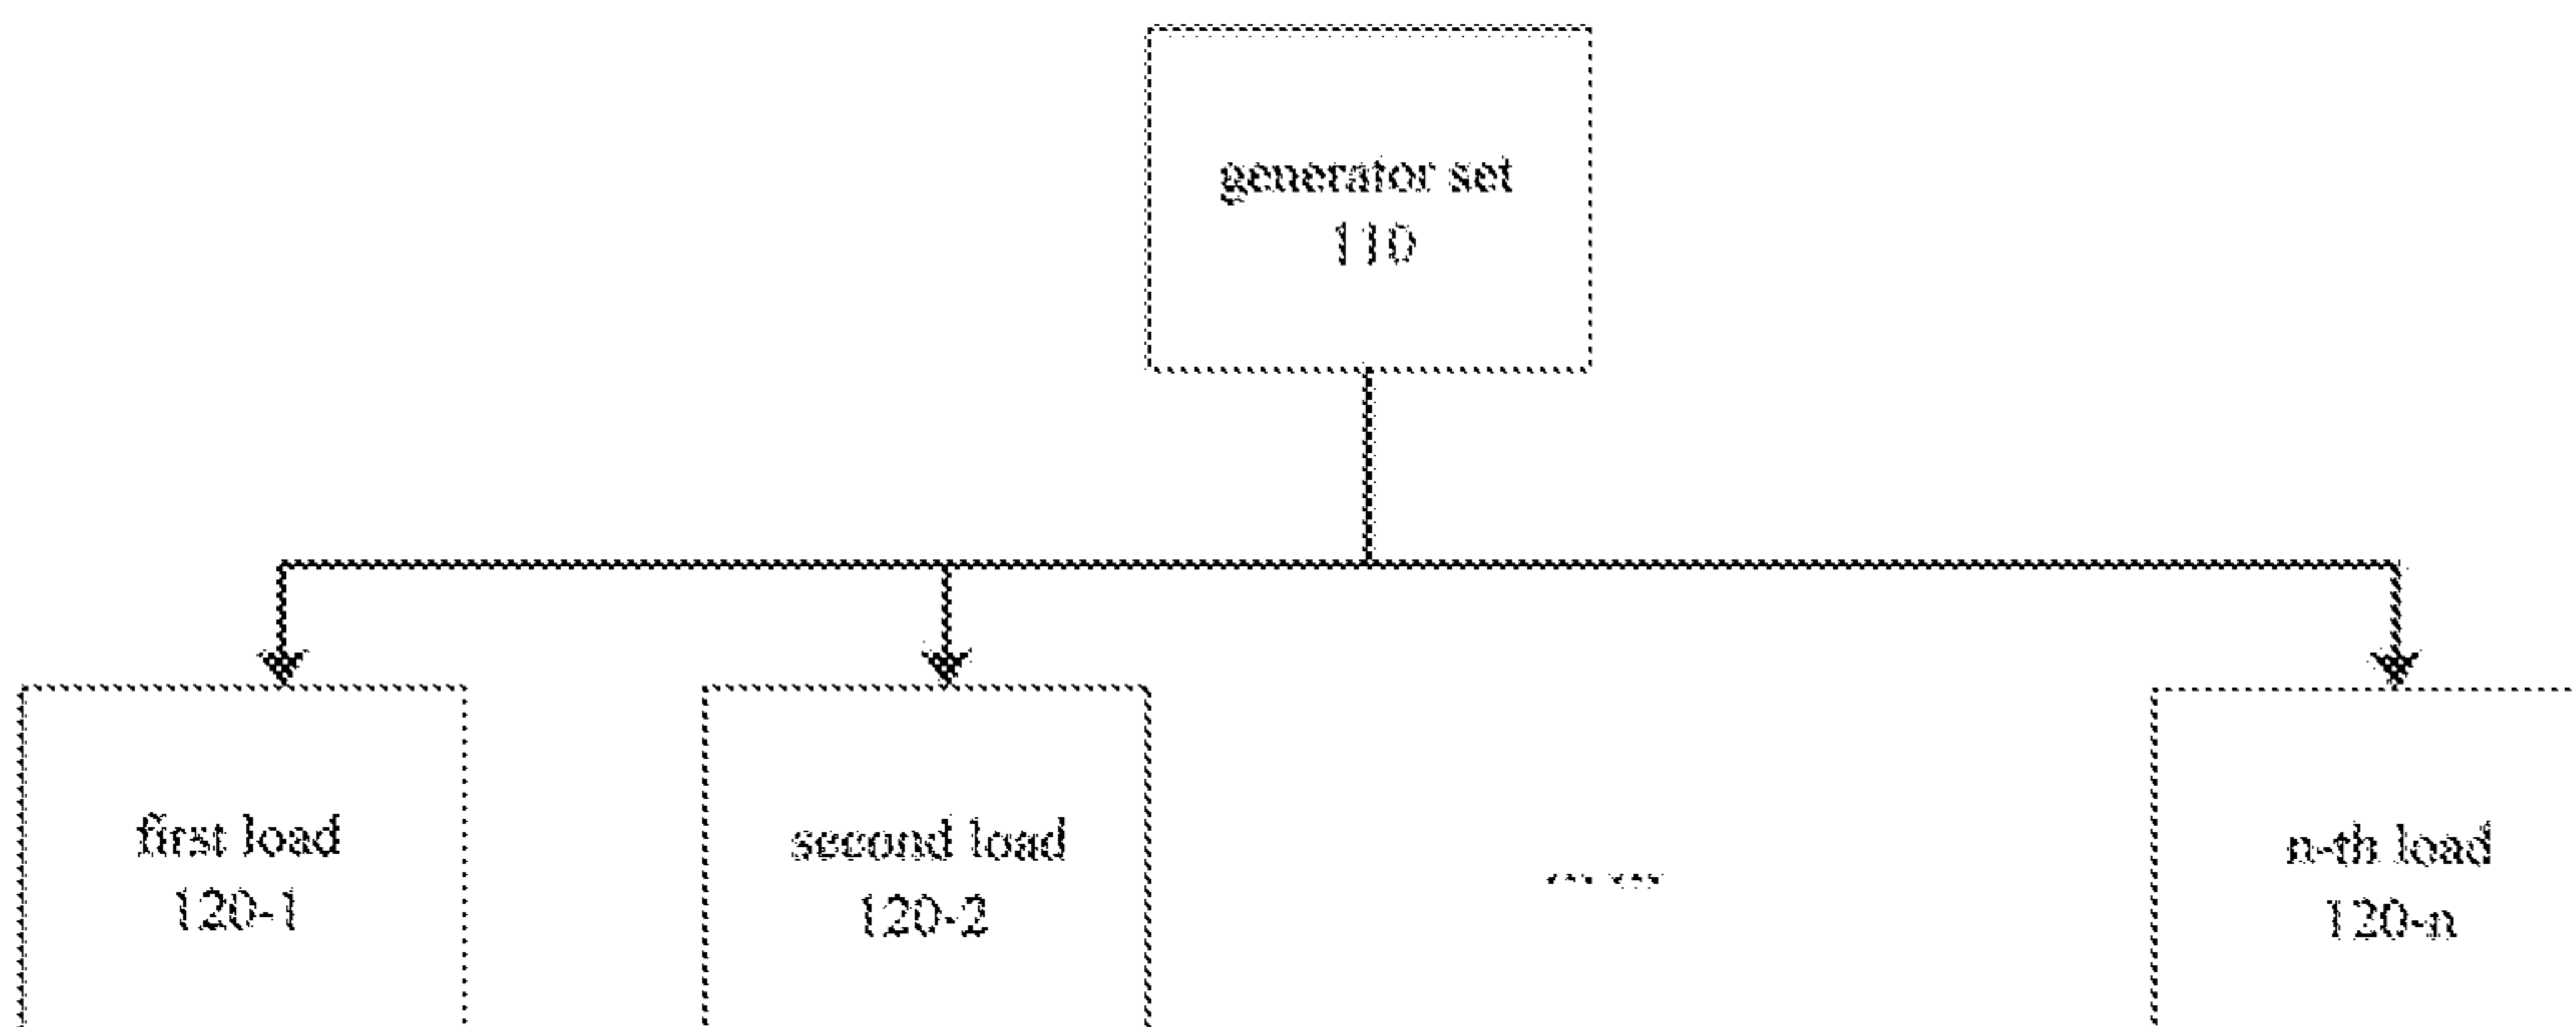 generator set
110
first load
120-1
second load
120-2
... ...
n-th load
120-n